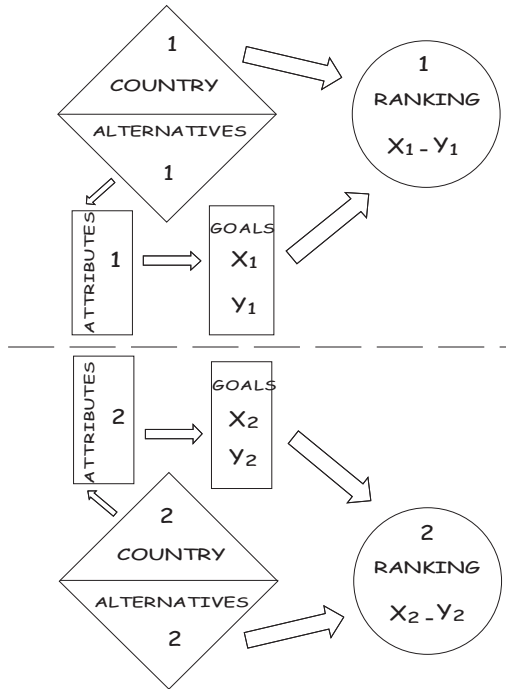 1
COUNTRY
ALTERNATIVES
1
ATTRIBUTES
1
GOALS
X1
Y1
1
RANKING
X1 - Y1
ATTRIBUTES
2
GOALS
X2
Y2
2
COUNTRY
ALTERNATIVES
2
2
RANKING
X2 - Y2